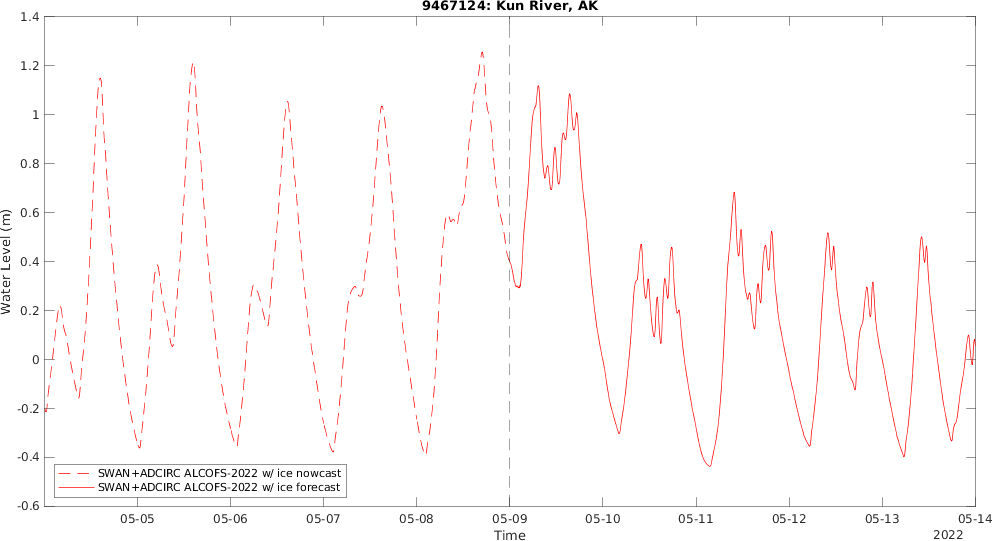 9467124: Kun River, AK
1.4
1.2
1
0.8
0.6
0.4
0.2
0
-0.2
-0.4
-0.6
Water Level (m)
SWAN+ADCIRC ALCOFS-2022 w/ ice nowcast
SWAN+ADCIRC ALCOFS-2022 w/ ice forecast
05-05 05-06 05-07 05-08 05-09 05-10 05-11 05-12 05-13 05-14
Time
2022